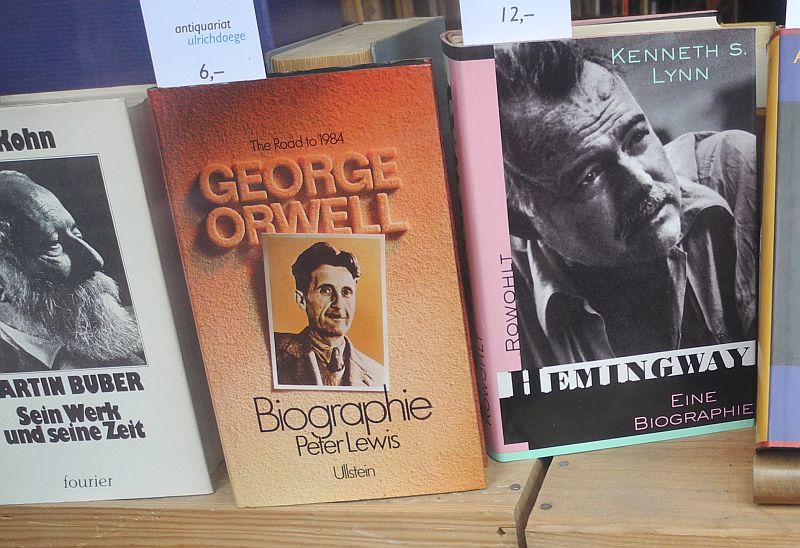 antiquariat
ulrichdoege
6,–
12,–
Kohn
MARTIN BUBER
Sein Werk
und seine Zeit
fourier
The Road to 1984
GEORGE
ORWELL
Biographie
Peter Lewis
Ullstein
KENNETH S.
LYNN
ROWOHLT
HEMINGWAY
EINE
BIOGRAPHIE